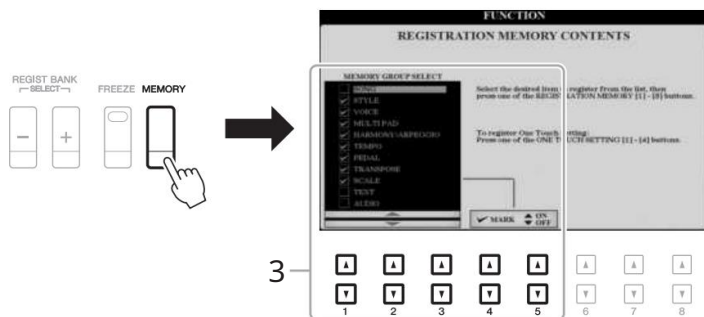 FUNCTION
REGISTRATION MEMORY CONTENTS
REGIST BANK
SELECT
FREEZE MEMORY
MEMORY GROUP SELECT
SONG
STYLE
VOICE
MULTI PAD
HARMONY/ARPEGGIO
TEMPO
PEDAL
TRANSPOSE
SCALE
TEXT
AUDIO
Select the desired item to register from the list, then
press one of the REGISTRATION MEMORY [1] - [8] buttons.
To register One Touch Setting:
Press one of the ONE TOUCH SETTING [1] - [4] buttons.
MARK ON
OFF
3
1 2 3 4 5 6 7 8